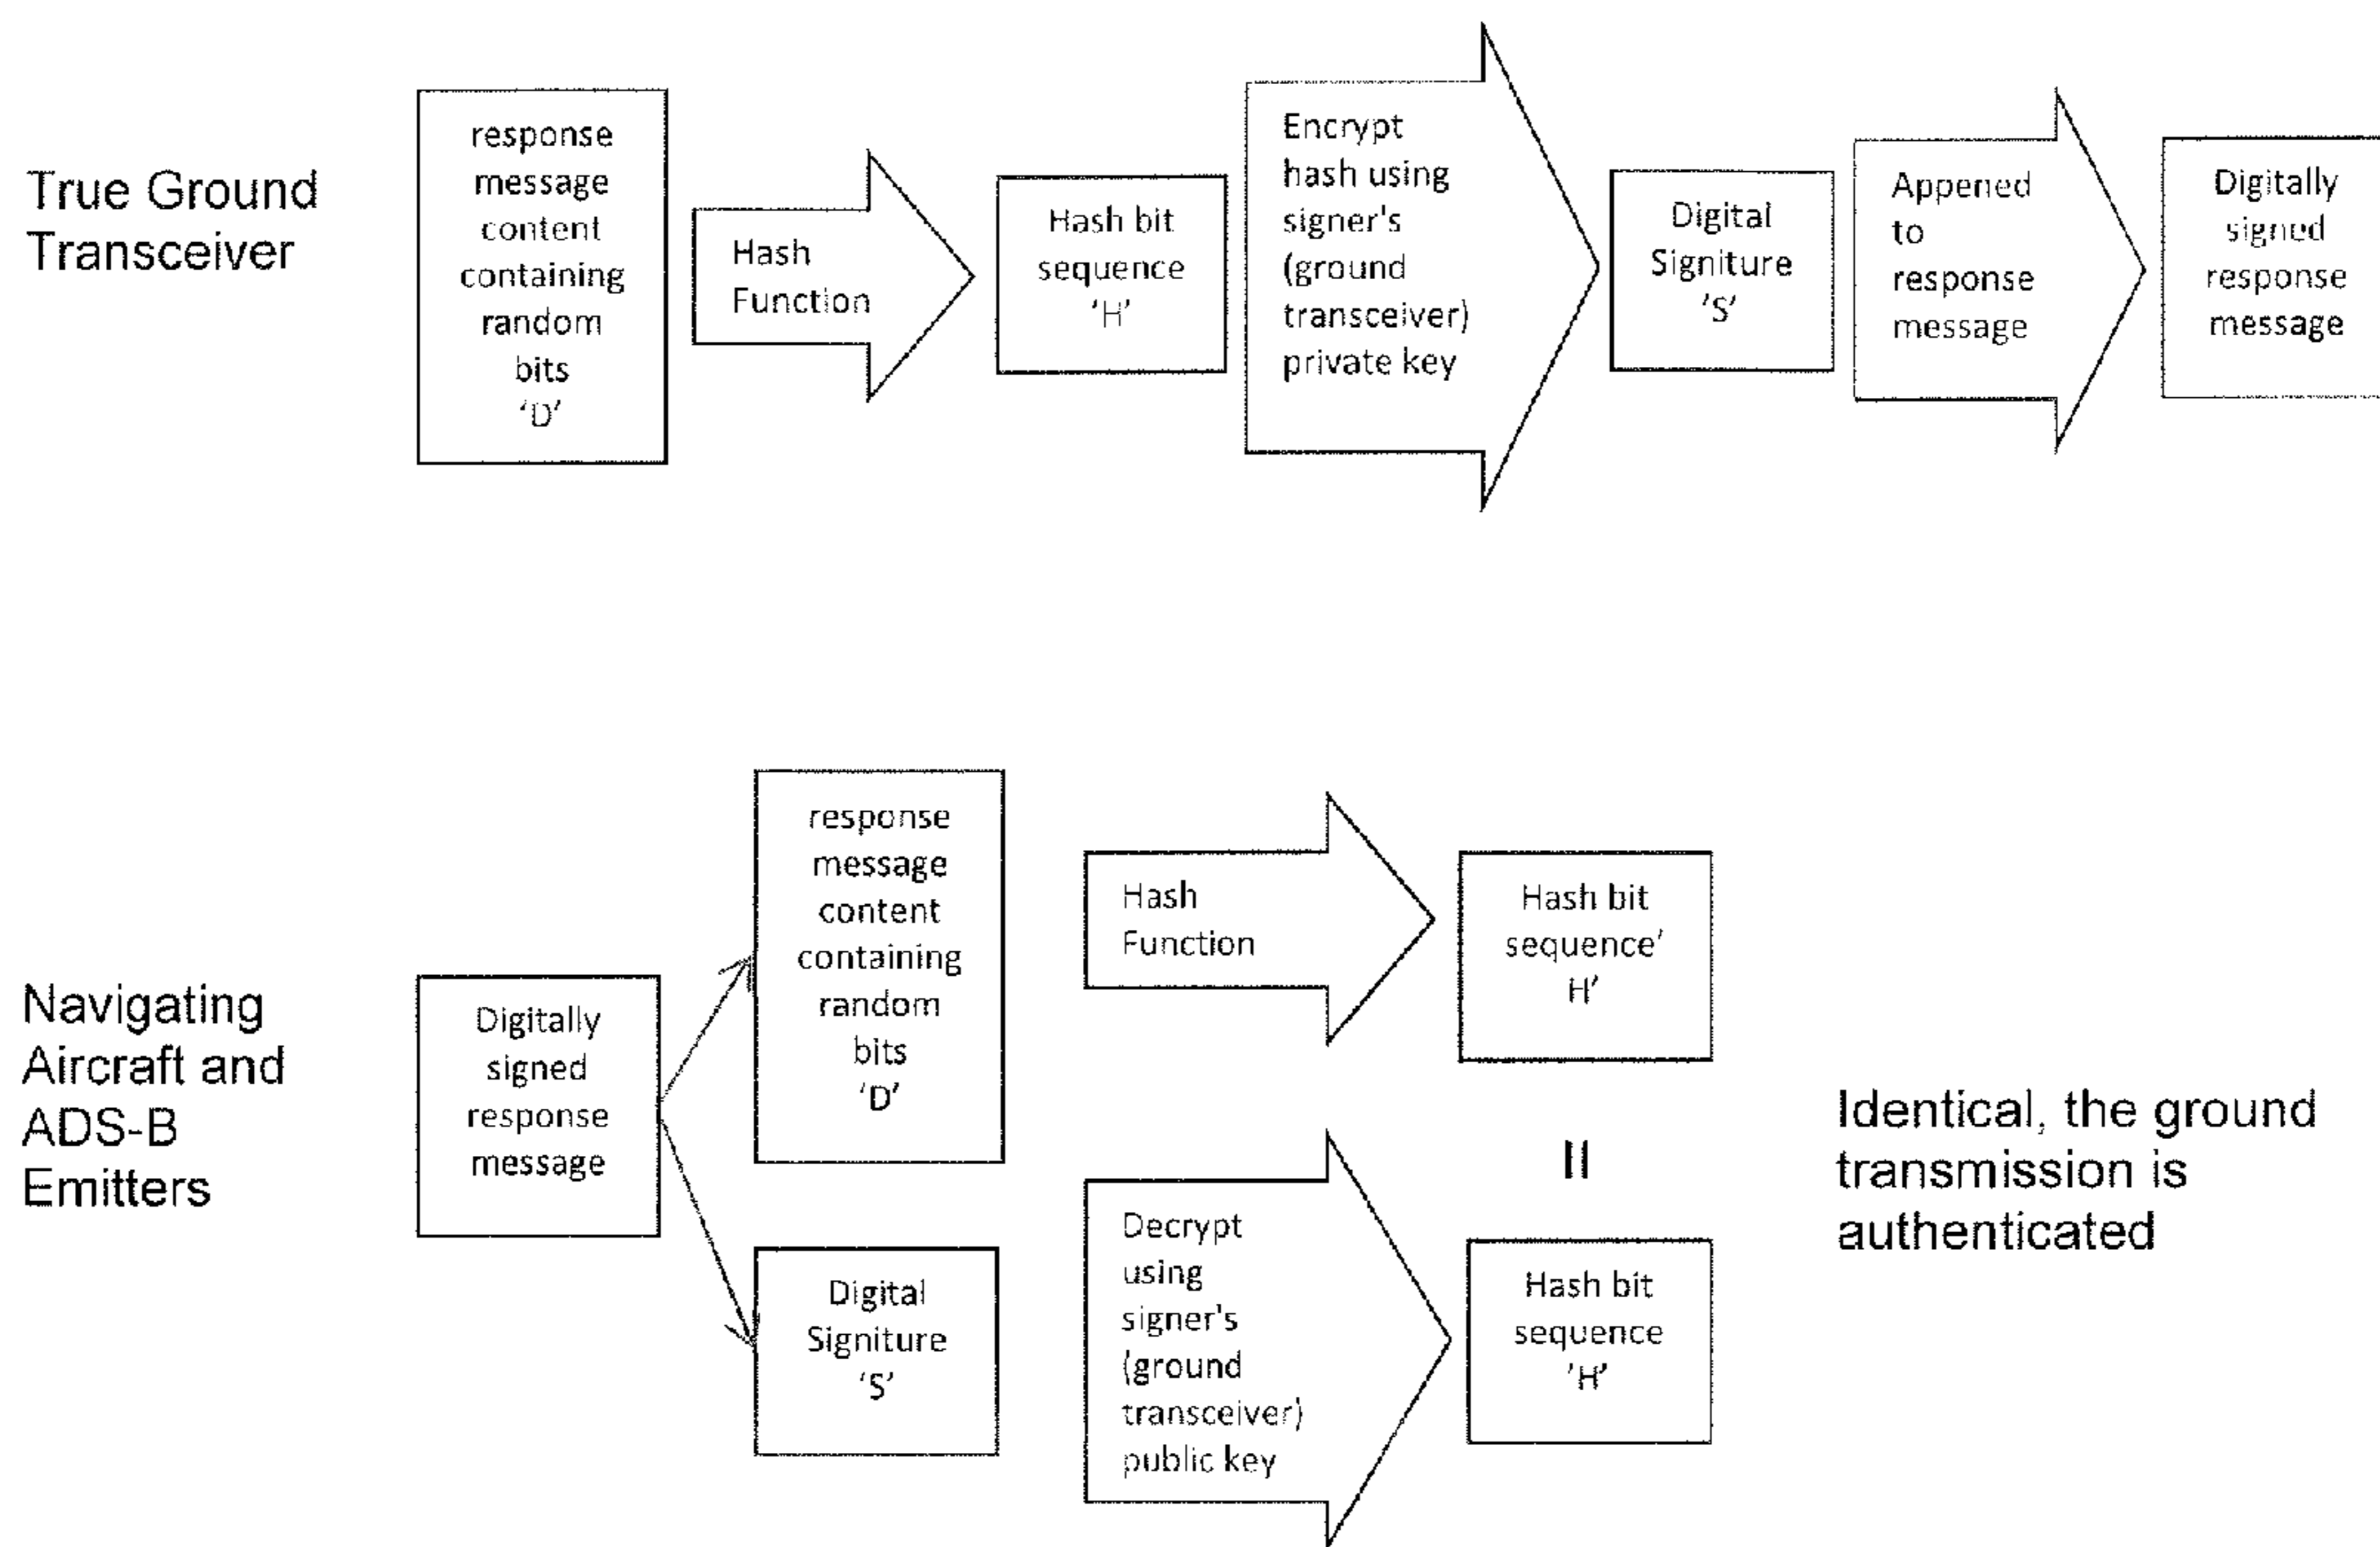 True Ground
Transceiver
response
message
content
containing
random
bits
‘D’
Hash
Function
Hash bit
sequence
‘H’
Encrypt
hash using
signer's
(ground
transceiver)
private key
Digital
Signiture
‘S’
Appened
to
response
message
Digitally
signed
response
message
Navigating
Aircraft and
ADS-B
Emitters
Digitally
signed
response
message
response
message
content
containing
random
bits
‘D’
Hash
Function
Hash bit
sequence’
H’
Digital
Signiture
‘S’
Decrypt
using
signer's
(ground
transceiver)
public key
=
Hash bit
sequence
‘H’
Identical, the ground
transmission is
authenticated